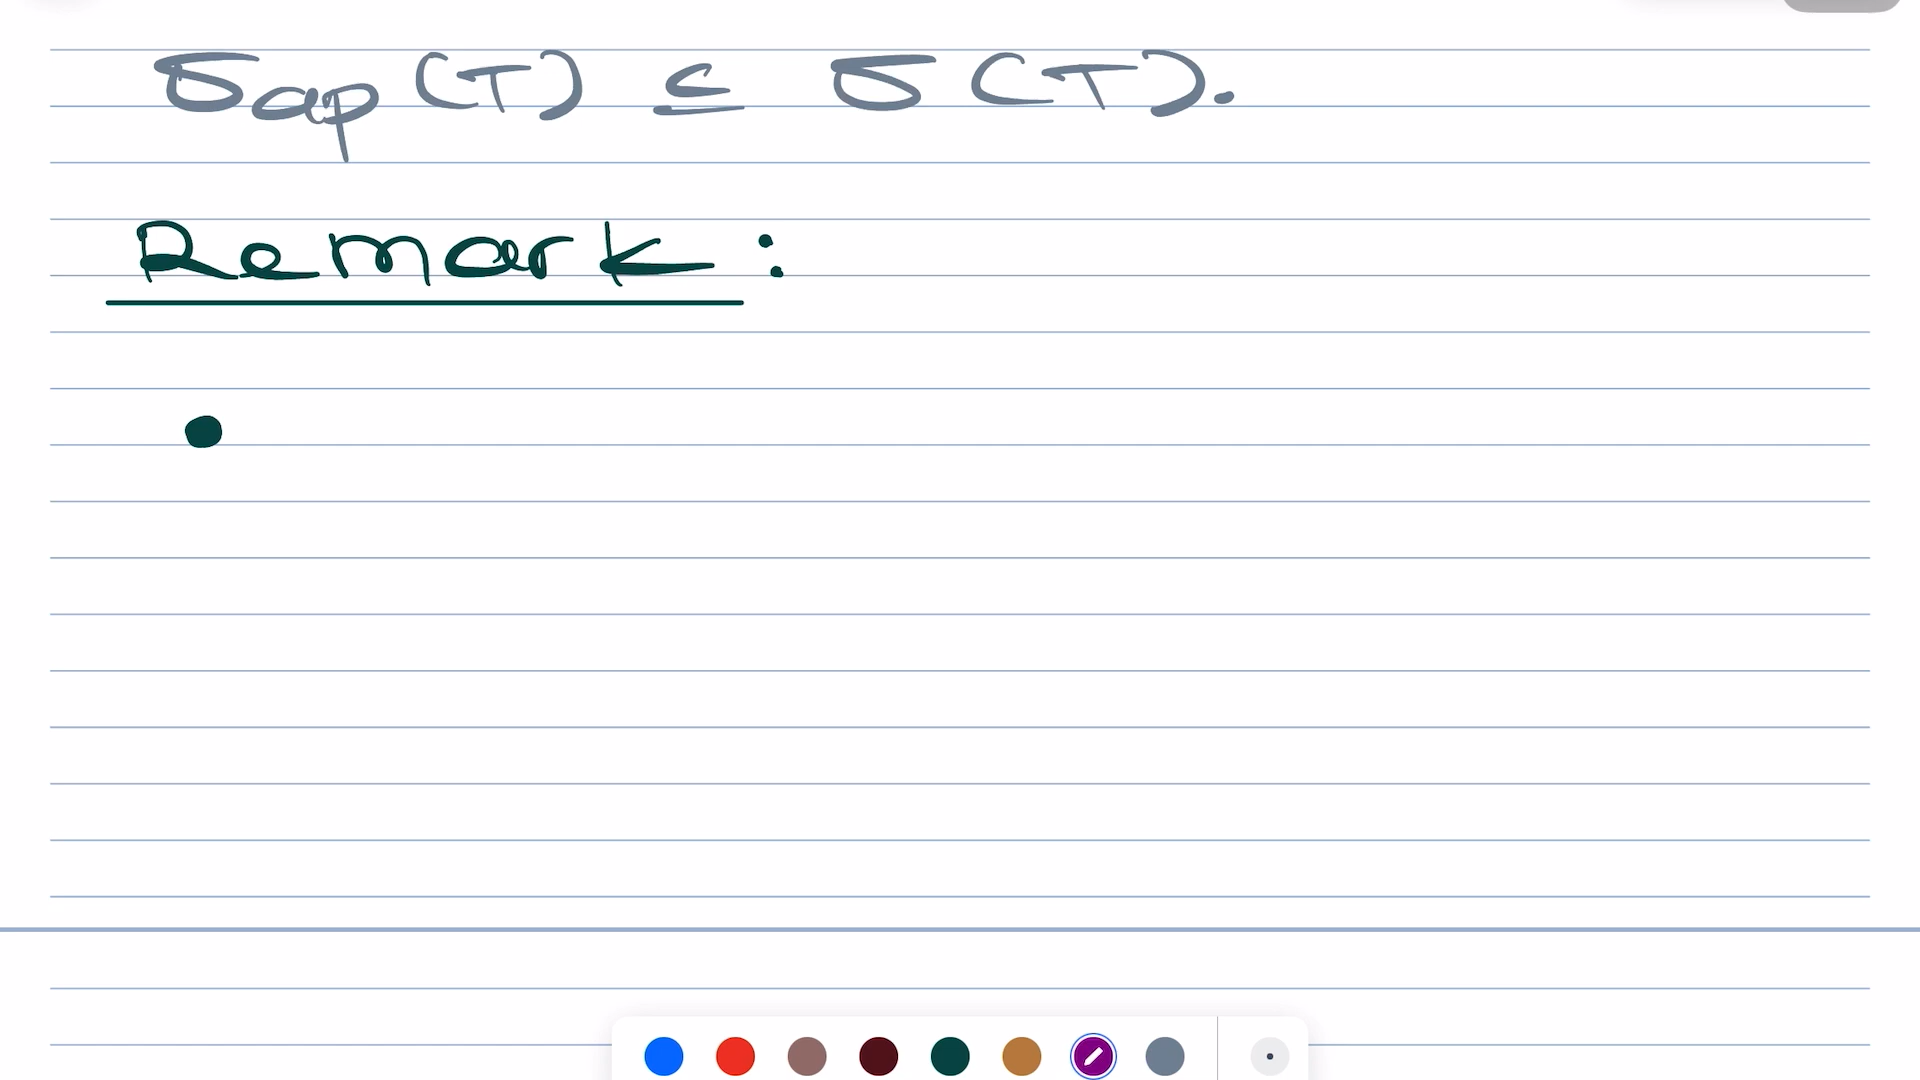 σap (T) ⊆ σ (T).
Remark :
•